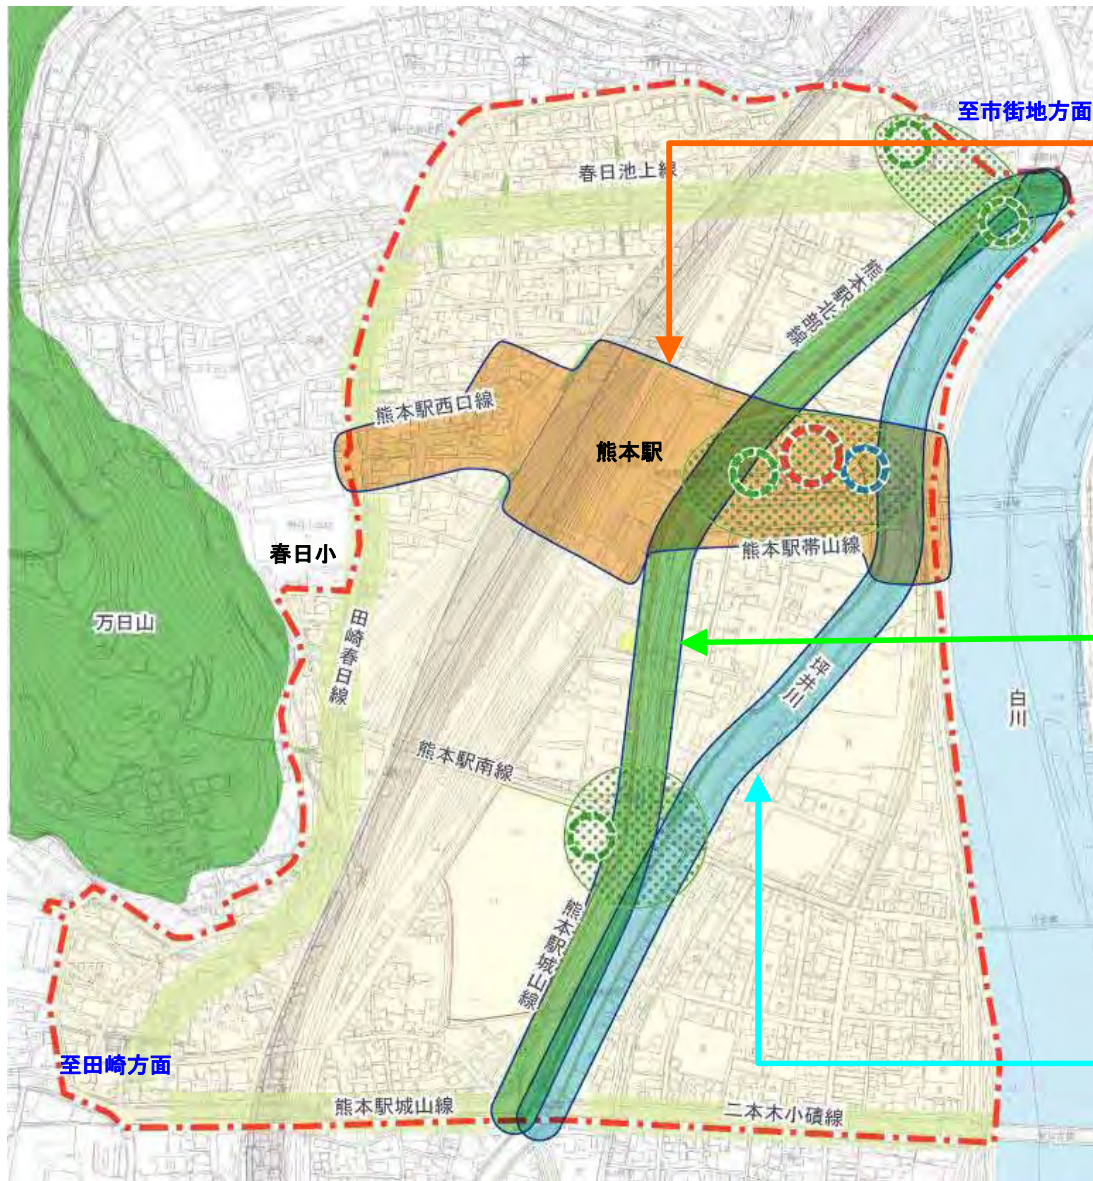 至市街地方面
春日池上線
熊本駅北部線
熊本駅西口線
熊本駅
熊本駅帯山線
春日小
万日山
田崎春日線
坪井川
白川
熊本駅南線
熊本駅城山線
至田崎方面
熊本駅城山線
二本木小磧線